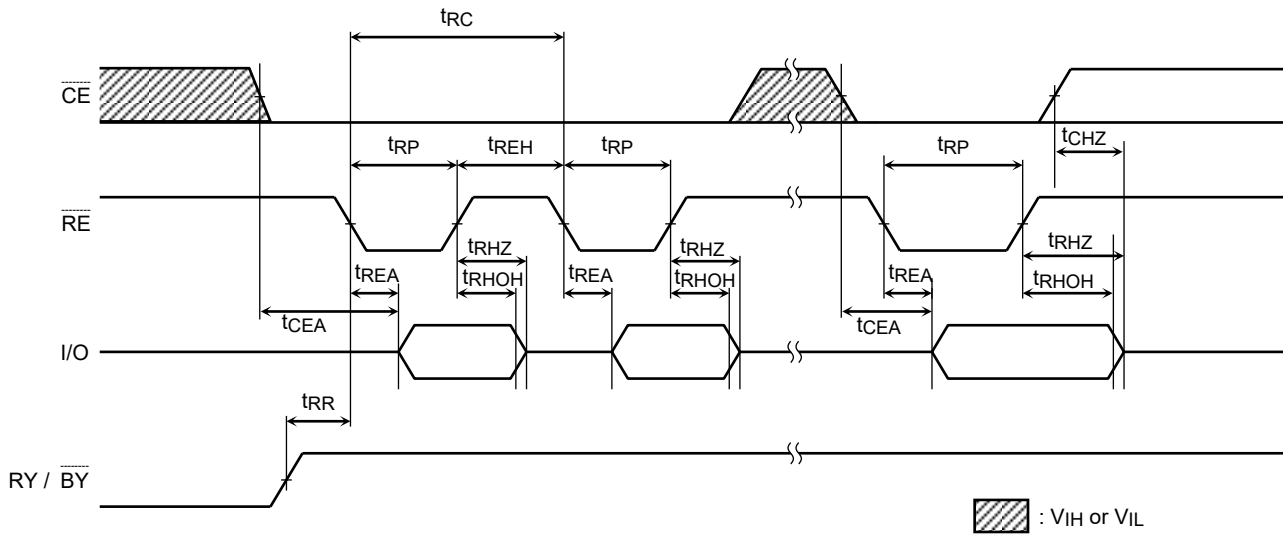 tRC
CE
tCHZ
tRP tREH tRP tRP
RE
tRHZ tRHZ tRHZ
tREA tRHOH tREA tRHOH tREA tRHOH
tCEA tCEA
I/O
tRR
RY / BY
: VIH or VIL